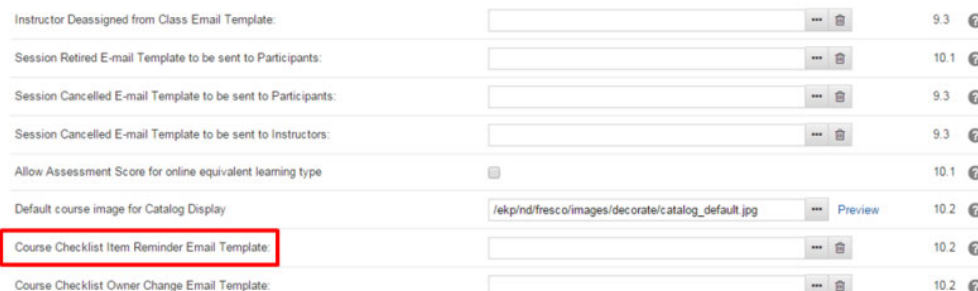 Instructor Deassigned from Class Email Template: ... 9.3 ?
Session Retired E-mail Template to be sent to Participants: ... 10.1 ?
Session Cancelled E-mail Template to be sent to Participants: ... 9.3 ?
Session Cancelled E-mail Template to be sent to Instructors: ... 9.3 ?
Allow Assessment Score for online equivalent learning type 10.1 ?
Default course image for Catalog Display /ekp/nd/fresco/images/decorate/catalog_default.jpg ... Preview 10.2 ?
Course Checklist Item Reminder Email Template: ... 10.2 ?
Course Checklist Owner Change Email Template: ... 10.2 ?